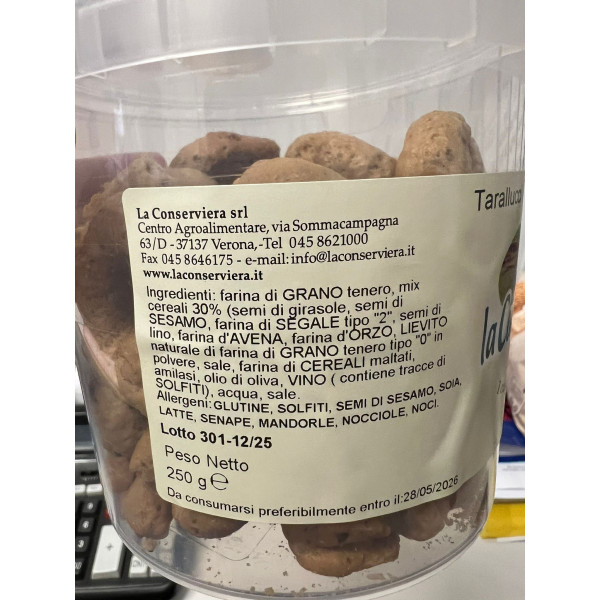 La Conserviera srl
Centro Agroalimentare, via Sommacampagna
63/D - 37137 Verona,-Tel 045 8621000
Fax 045 8646175 - e-mail: info@laconserviera.it
www.laconserviera.it
Ingredienti: farina di GRANO tenero, mix
cereali 30% (semi di girasole, semi di
SESAMO, farina di SEGALE tipo "2", semi di
lino, farina d'AVENA, farina d'ORZO, LIEVITO
naturale di farina di GRANO tenero tipo "0" in
polvere, sale, farina di CEREALI maltati,
amilasi, olio di oliva, VINO ( contiene tracce di
SOLFITI), acqua, sale.
Allergeni:GLUTINE, SOLFITI, SEMI DI SESAMO, SOIA,
LATTE, SENAPE, MANDORLE, NOCCIOLE, NOCI.
Lotto 301-12/25
Peso Netto
250 g ℮
Da consumarsi preferibilmente entro il:28/05/2026
Tarallucc